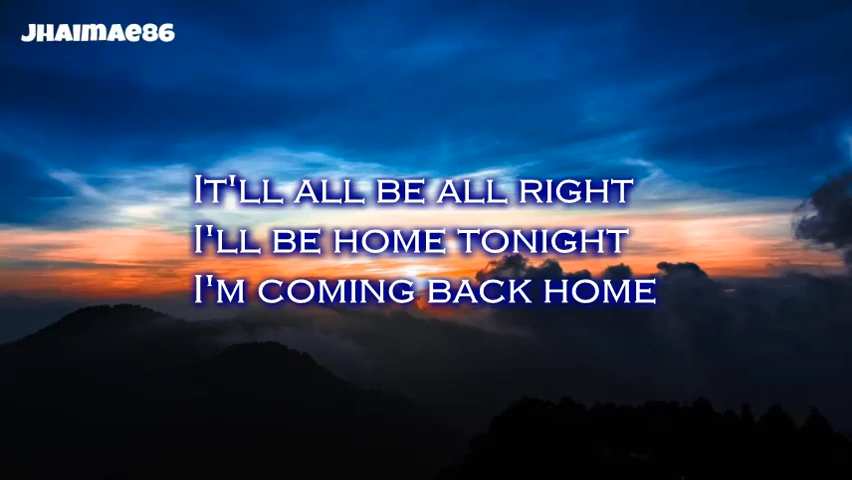 Jhaimae86
It'll all be all right
I'll be home tonight
I'm coming back home